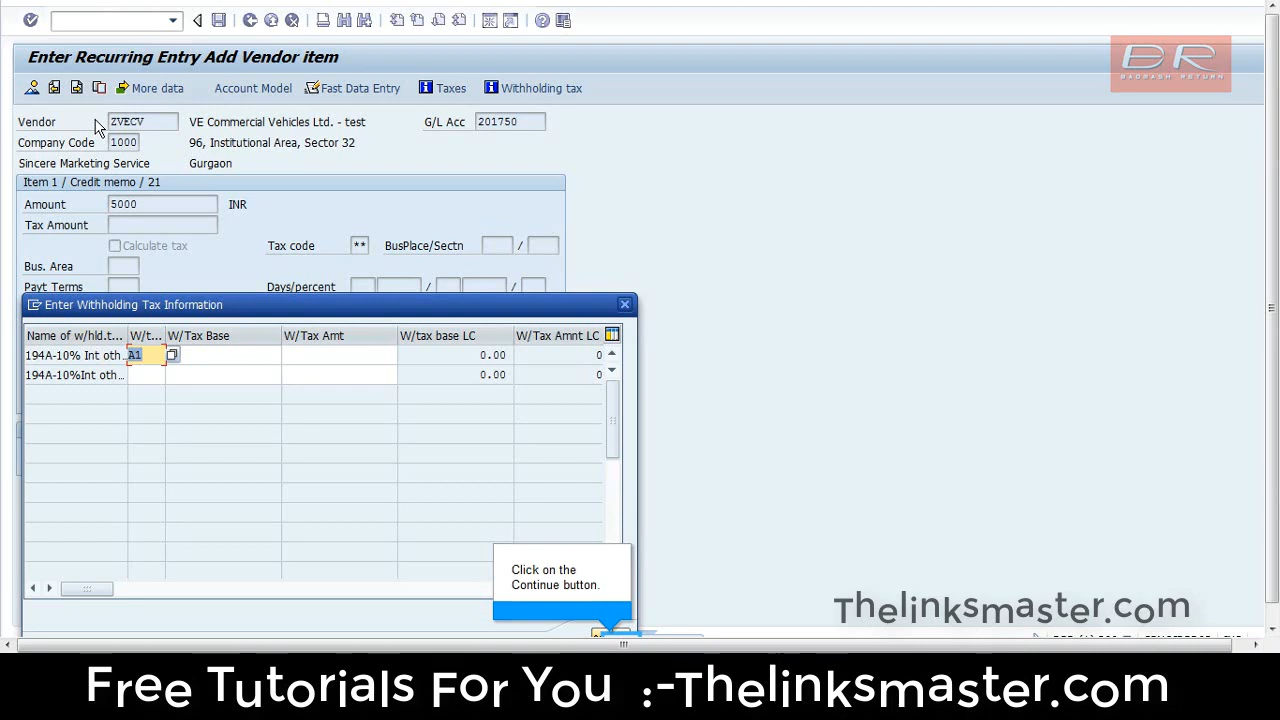 Enter Recurring Entry Add Vendor item
BR
BADBASH RETURN
More data Account Model Fast Data Entry Taxes Withholding tax
Vendor ZVECV VE Commercial Vehicles Ltd. - test G/L Acc 201750
Company Code 1000 96, Institutional Area, Sector 32
Sincere Marketing Service Gurgaon
Item 1 / Credit memo / 21
Amount 5000 INR
Tax Amount
Calculate tax Tax code ** BusPlace/Sectn /
Bus. Area
Payt Terms Days/percent / /
Enter Withholding Tax Information
Name of w/hld.t... W/t... W/Tax Base W/Tax Amt W/tax base LC W/Tax Amnt LC
194A-10% Int oth... A1 0.00 0
194A-10%Int oth... 0.00 0
Click on the
Continue button.
Thelinksmaster.com
Free Tutorials For You :-Thelinksmaster.com